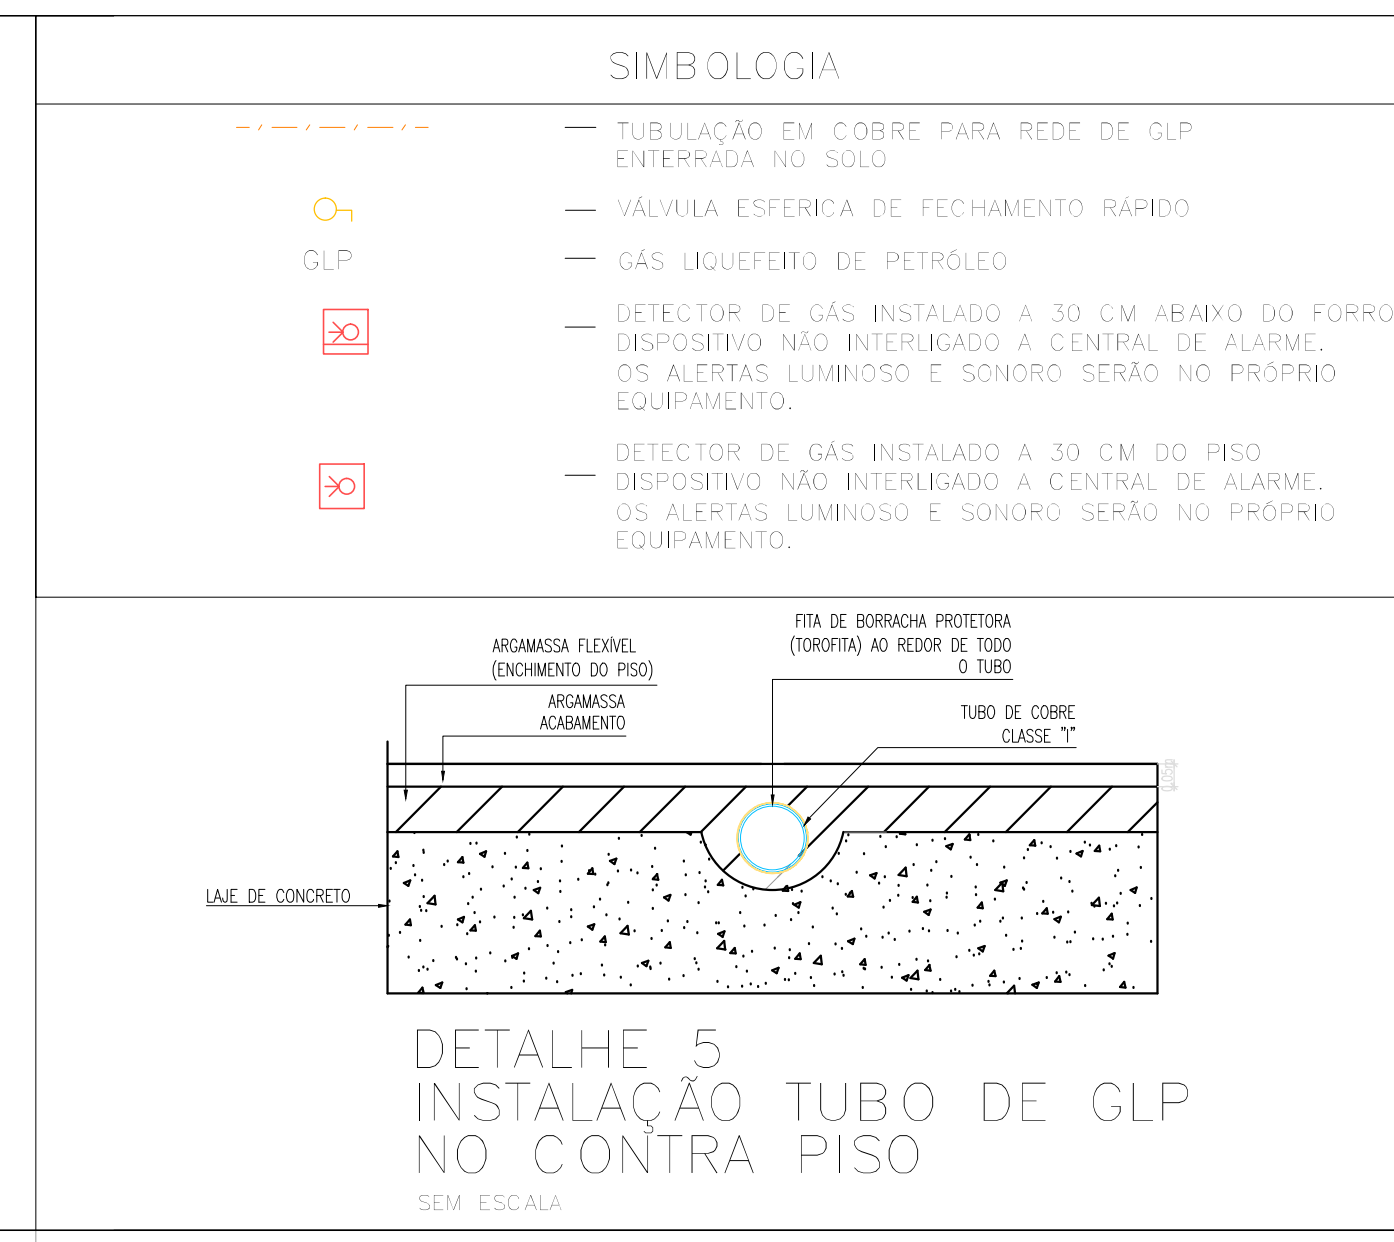 SIMBOLOGIA
TUBULAÇÃO EM COBRE PARA REDE DE GLP
ENTERRADA NO SOLO
VÁLVULA ESFERICA DE FECHAMENTO RÁPIDO
GLP
GÁS LIQUEFEITO DE PETRÓLEO
DETECTOR DE GÁS INSTALADO A 30 CM ABAIXO DO FORRO
DISPOSITIVO NÃO INTERLIGADO A CENTRAL DE ALARME.
OS ALERTAS LUMINOSO E SONORO SERÃO NO PRÓPRIO
EQUIPAMENTO.
DETECTOR DE GÁS INSTALADO A 30 CM DO PISO
DISPOSITIVO NÃO INTERLIGADO A CENTRAL DE ALARME.
OS ALERTAS LUMINOSO E SONORO SERÃO NO PRÓPRIO
EQUIPAMENTO.
FITA DE BORRACHA PROTETORA
(TOROFITA) AO REDOR DE TODO
O TUBO
ARGAMASSA FLEXÍVEL
(ENCHIMENTO DO PISO)
ARGAMASSA
ACABAMENTO
TUBO DE COBRE
CLASSE "I"
0.05m
LAJE DE CONCRETO
DETALHE 5
INSTALAÇÃO TUBO DE GLP
NO CONTRA PISO
SEM ESCALA